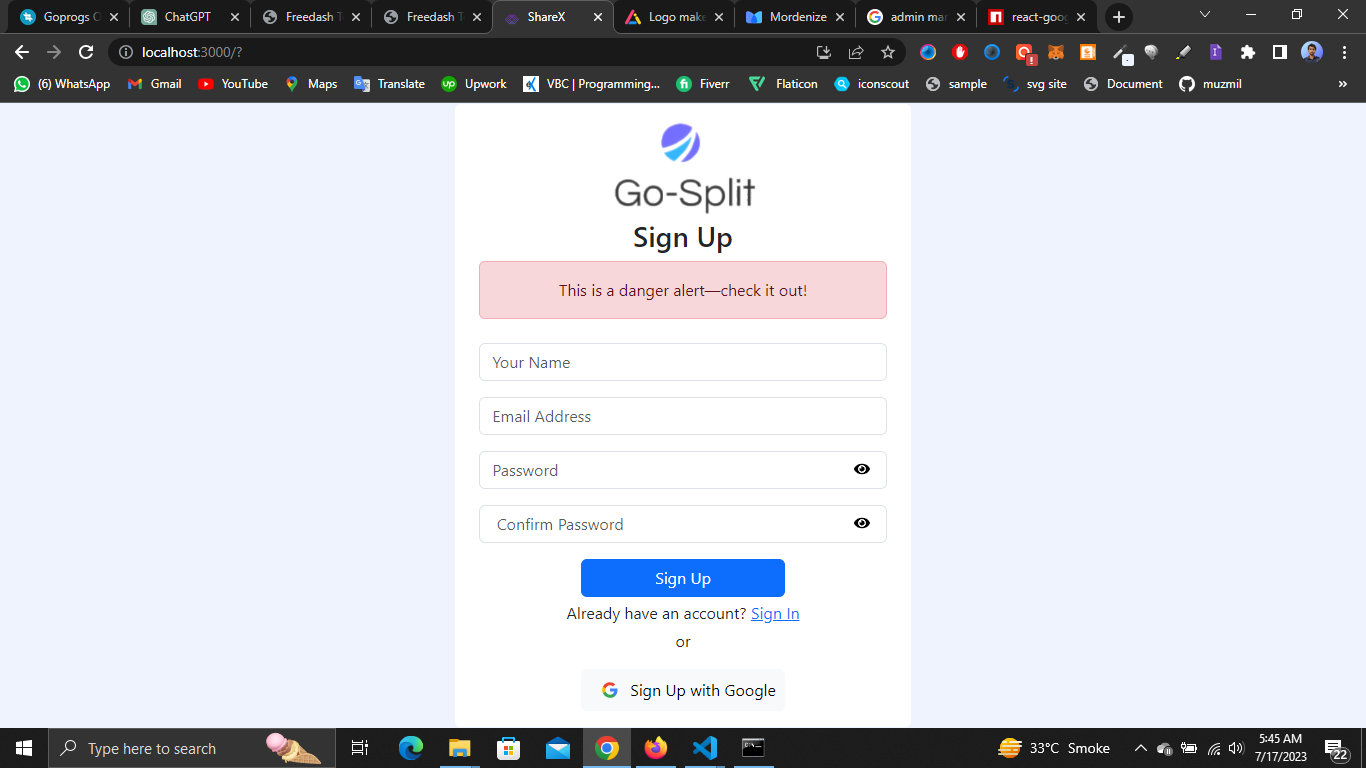 Goprogs C
ChatGPT
Freedash T
Freedash T
ShareX
Logo make
Mordenize
admin mar
react-goog
localhost:3000/?
(6) WhatsApp
Gmail
YouTube
Maps
Translate
Upwork
VBC | Programming...
Fiverr
Flaticon
iconscout
sample
svg site
Document
muzmil
»
Go-Split
Sign Up
This is a danger alert—check it out!
Your Name
Email Address
Password
Confirm Password
Sign Up
Already have an account? Sign In
or
Sign Up with Google
Type here to search
33°C Smoke
5:45 AM
7/17/2023
22